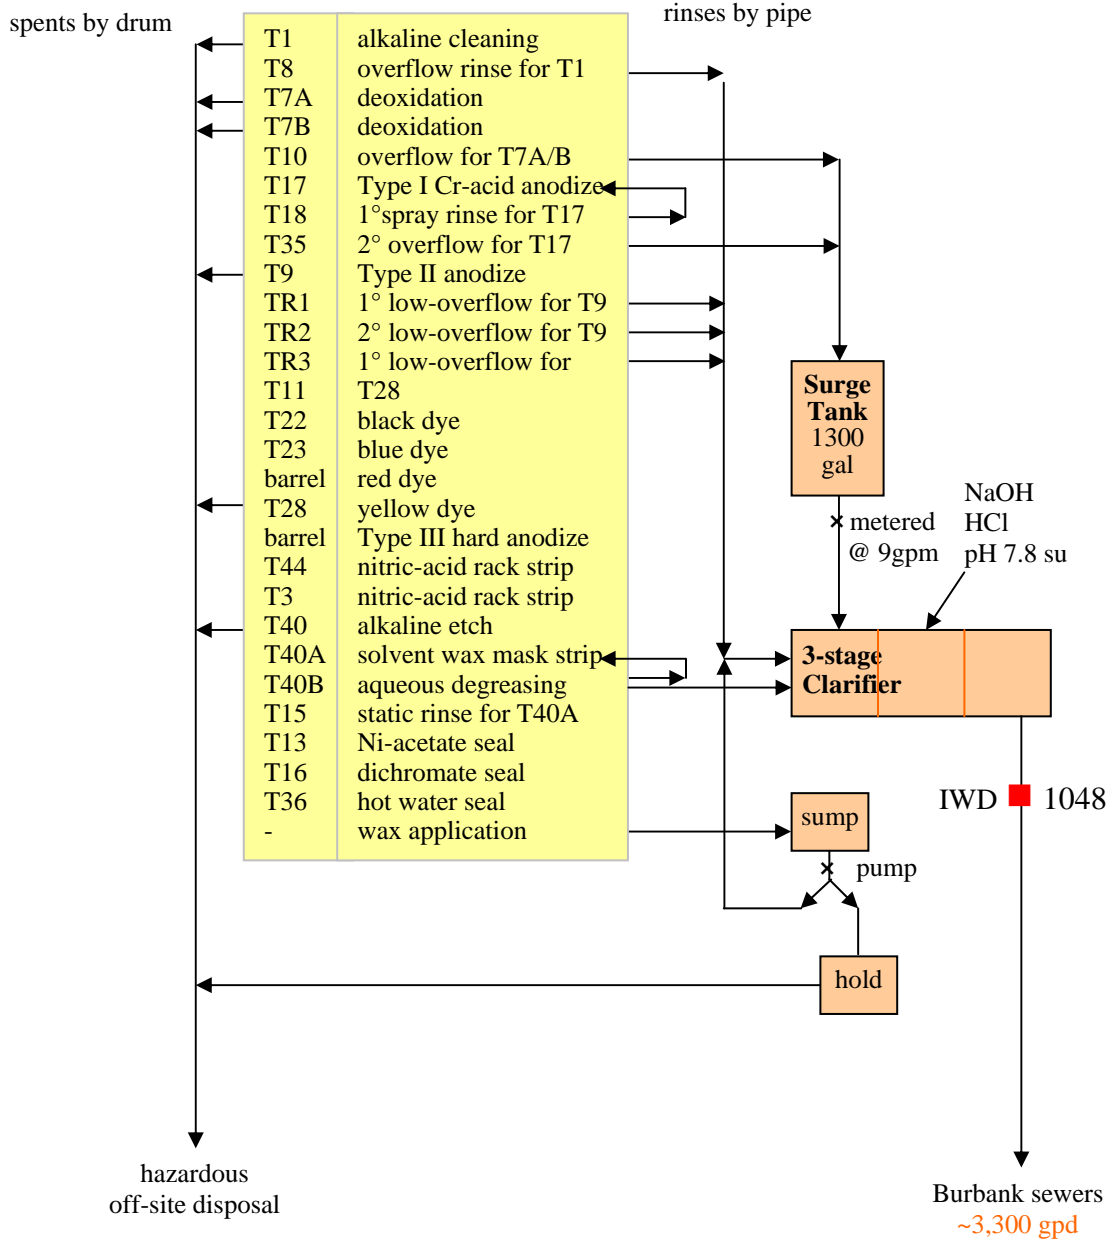 spents by drum
rinses by pipe
T1 alkaline cleaning
T8 overflow rinse for T1
T7A deoxidation
T7B deoxidation
T10 overflow for T7A/B
T17 Type I Cr-acid anodize
T18 1°spray rinse for T17
T35 2° overflow for T17
T9 Type II anodize
TR1 1° low-overflow for T9
TR2 2° low-overflow for T9
TR3 1° low-overflow for
T11 T28
T22 black dye
T23 blue dye
barrel red dye
T28 yellow dye
barrel Type III hard anodize
T44 nitric-acid rack strip
T3 nitric-acid rack strip
T40 alkaline etch
T40A solvent wax mask strip
T40B aqueous degreasing
T15 static rinse for T40A
T13 Ni-acetate seal
T16 dichromate seal
T36 hot water seal
- wax application
Surge
Tank
1300
gal
metered
@ 9gpm
NaOH
HCl
pH 7.8 su
3-stage
Clarifier
IWD 1048
sump
pump
hold
hazardous
off-site disposal
Burbank sewers
~3,300 gpd